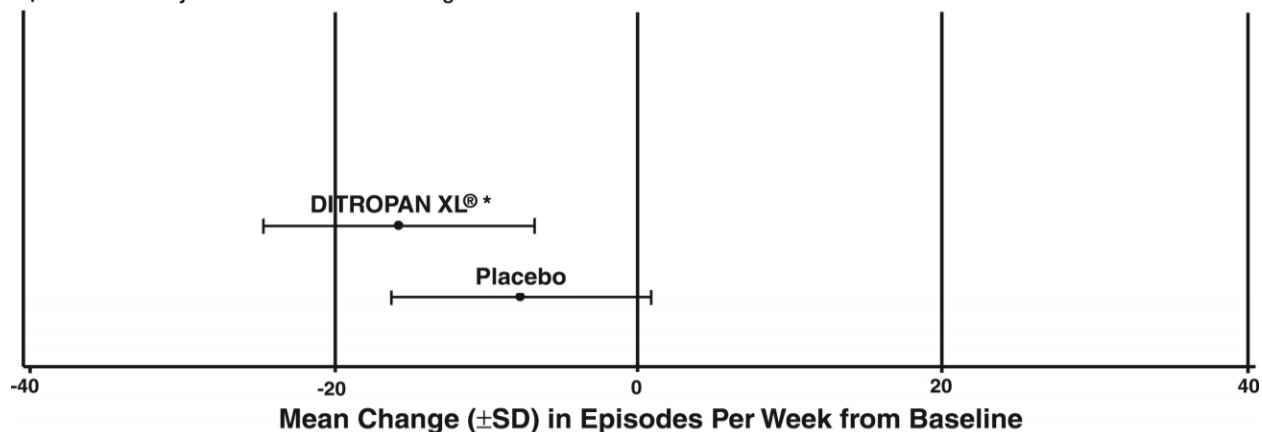 DITROPAN XL® *
Placebo
-40 -20 0 20 40
Mean Change (±SD) in Episodes Per Week from Baseline